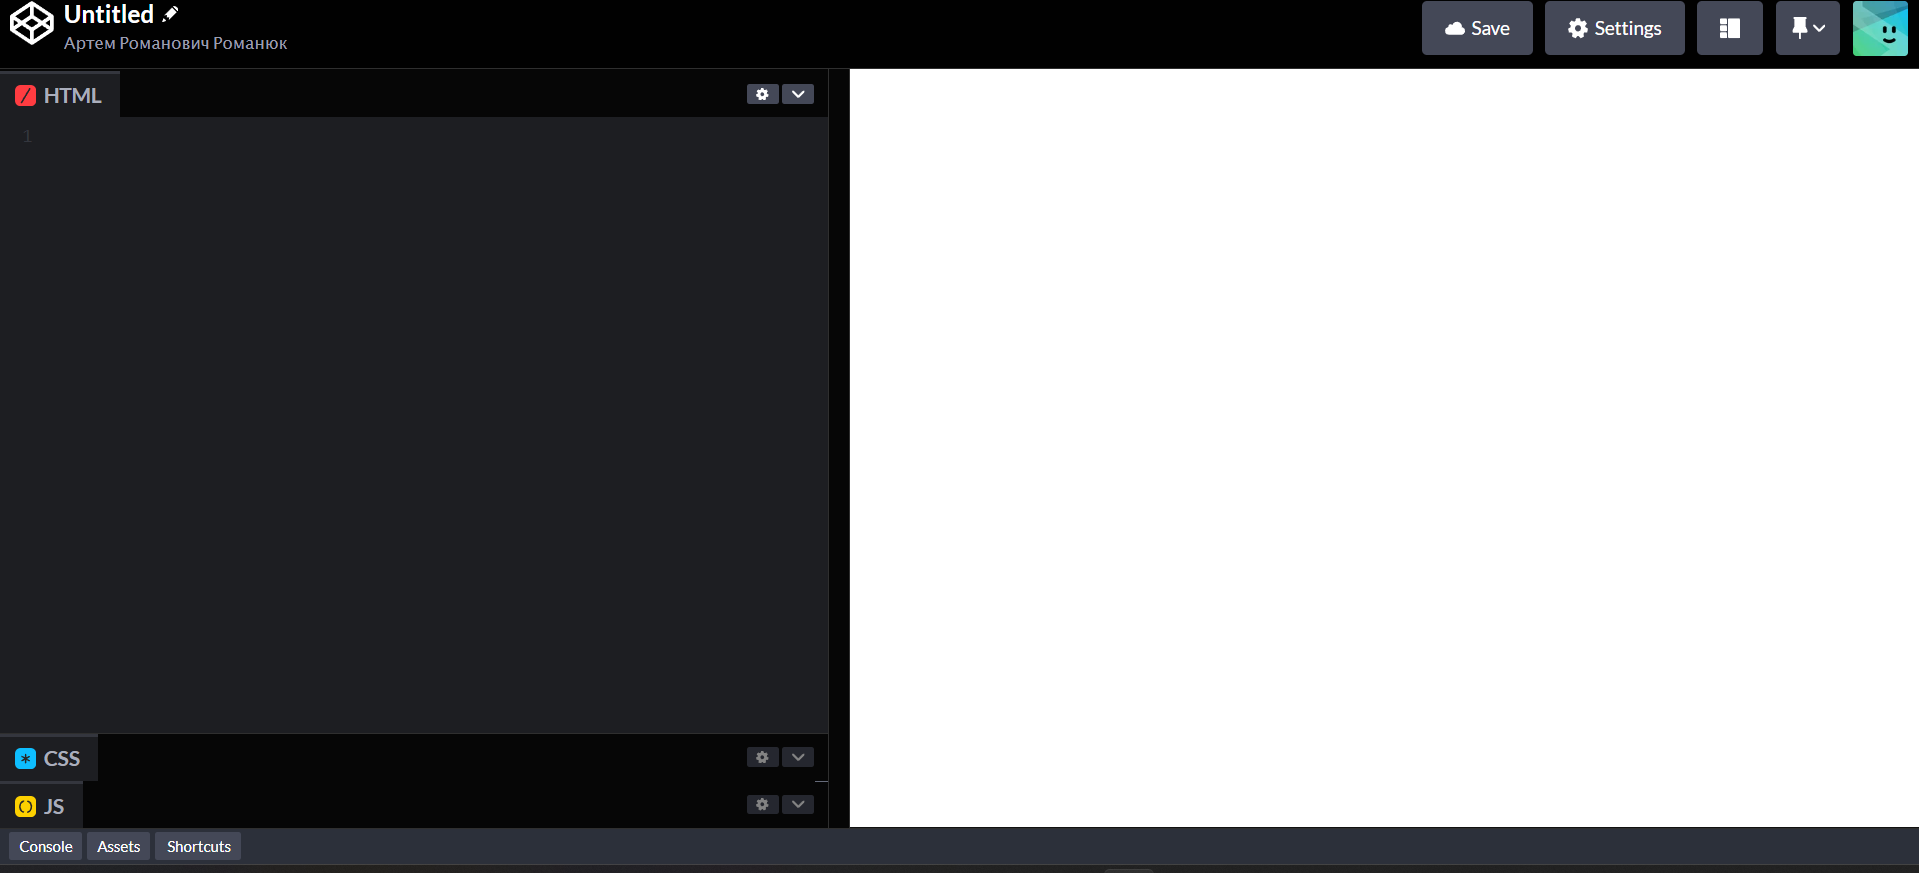 Untitled
Артем Романович Романюк
Save
Settings
HTML
1
CSS
JS
Console
Assets
Shortcuts